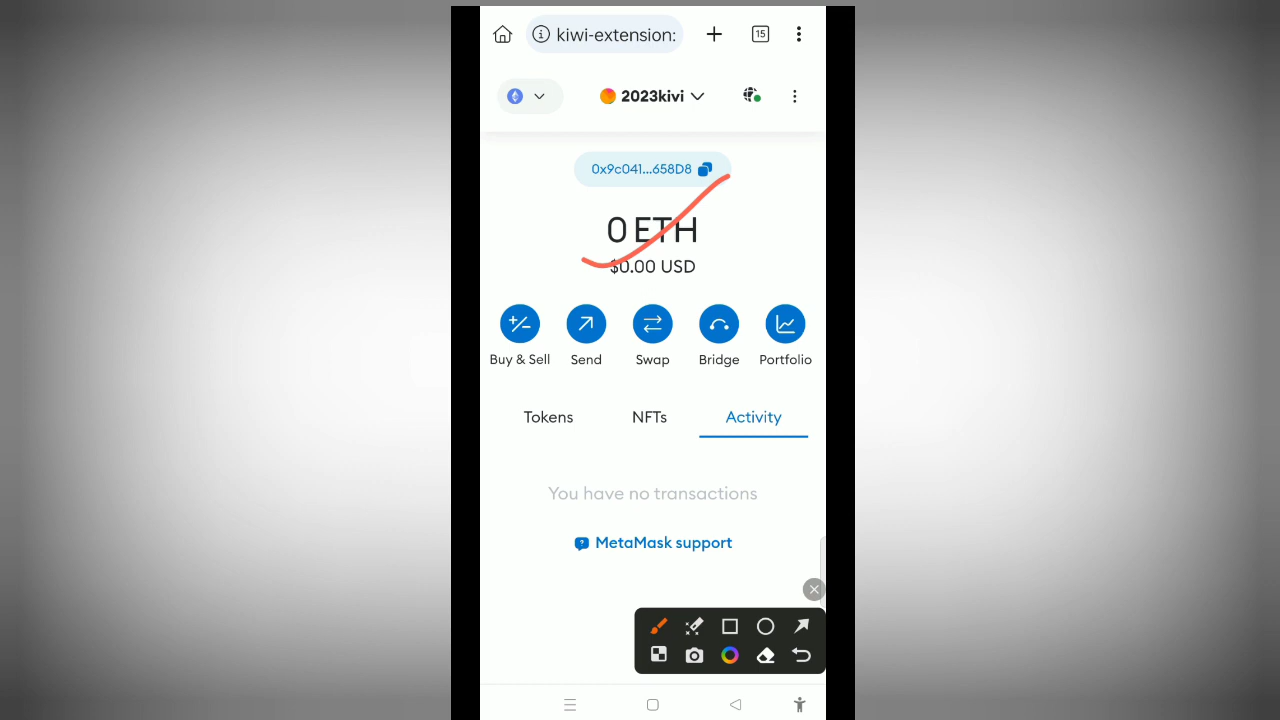 kiwi-extension:
15
2023kivi
0x9c041...658D8
0 ETH
$0.00 USD
Buy & Sell
Send
Swap
Bridge
Portfolio
Tokens
NFTs
Activity
You have no transactions
MetaMask support